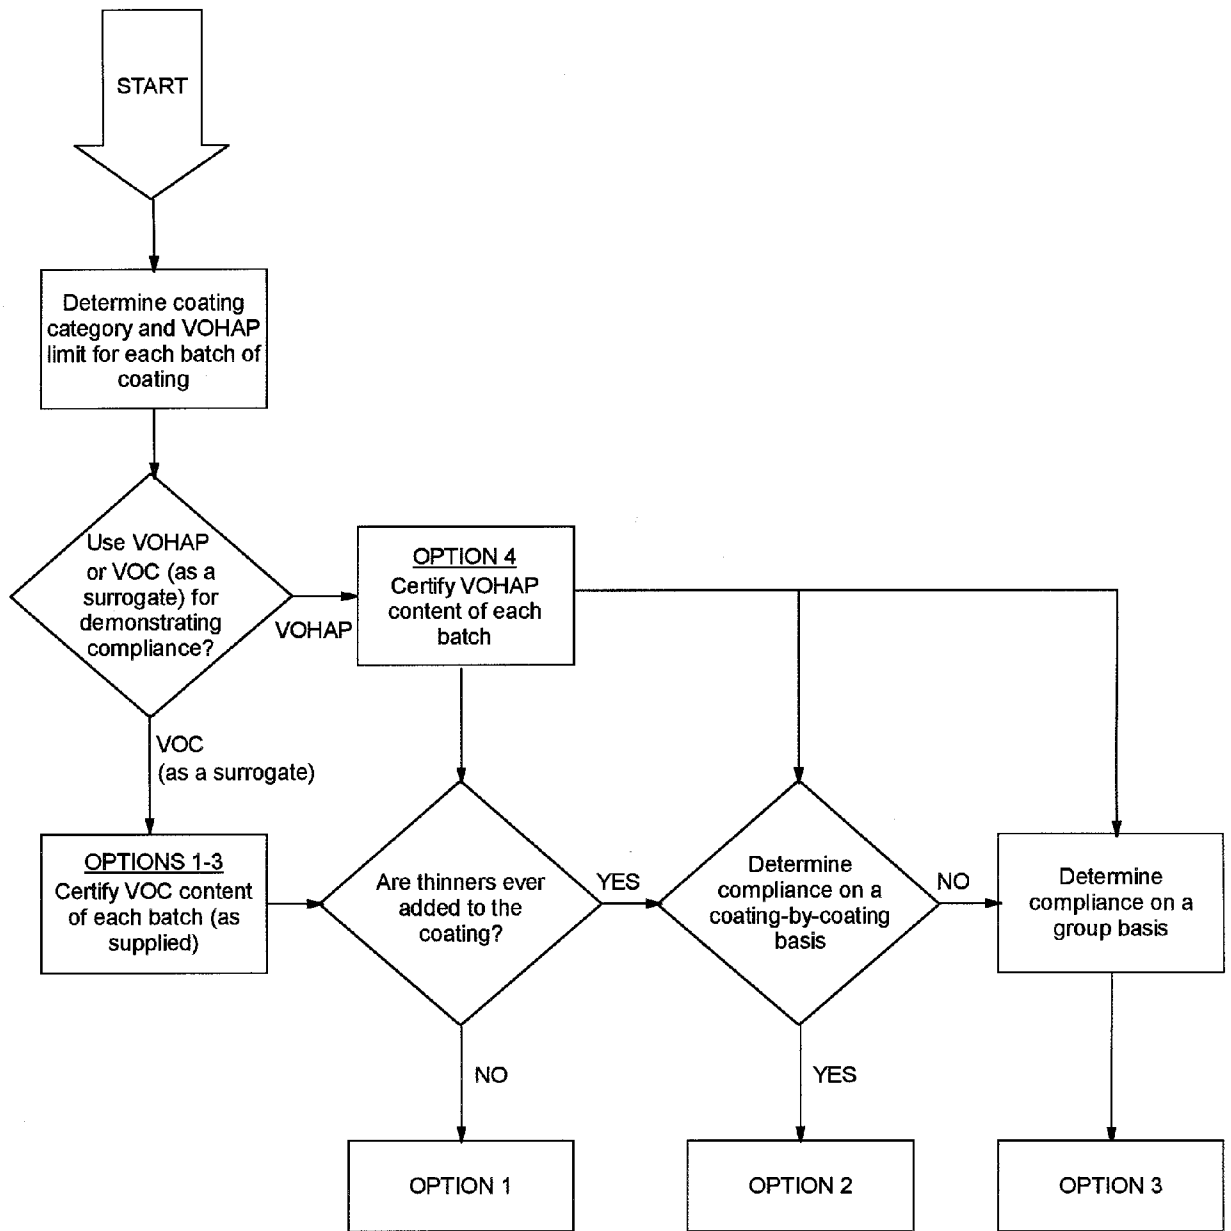 START
Determine coating
category and VOHAP
limit for each batch of
coating
Use VOHAP
or VOC (as a
surrogate) for
demonstrating
compliance?
VOHAP
OPTION 4
Certify VOHAP
content of each
batch
VOC
(as a surrogate)
OPTIONS 1-3
Certify VOC content
of each batch (as
supplied)
Are thinners ever
added to the
coating?
YES
Determine
compliance on a
coating-by-coating
basis
NO
Determine
compliance on a
group basis
NO
YES
OPTION 1
OPTION 2
OPTION 3